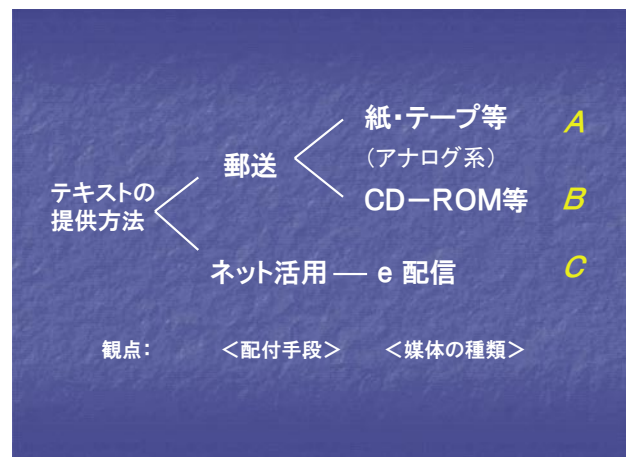 紙・テープ等 A
(アナログ系)
郵送
CD－ROM等 B
テキストの
提供方法
ネット活用 ― e 配信 C
観点： ＜配付手段＞ ＜媒体の種類＞